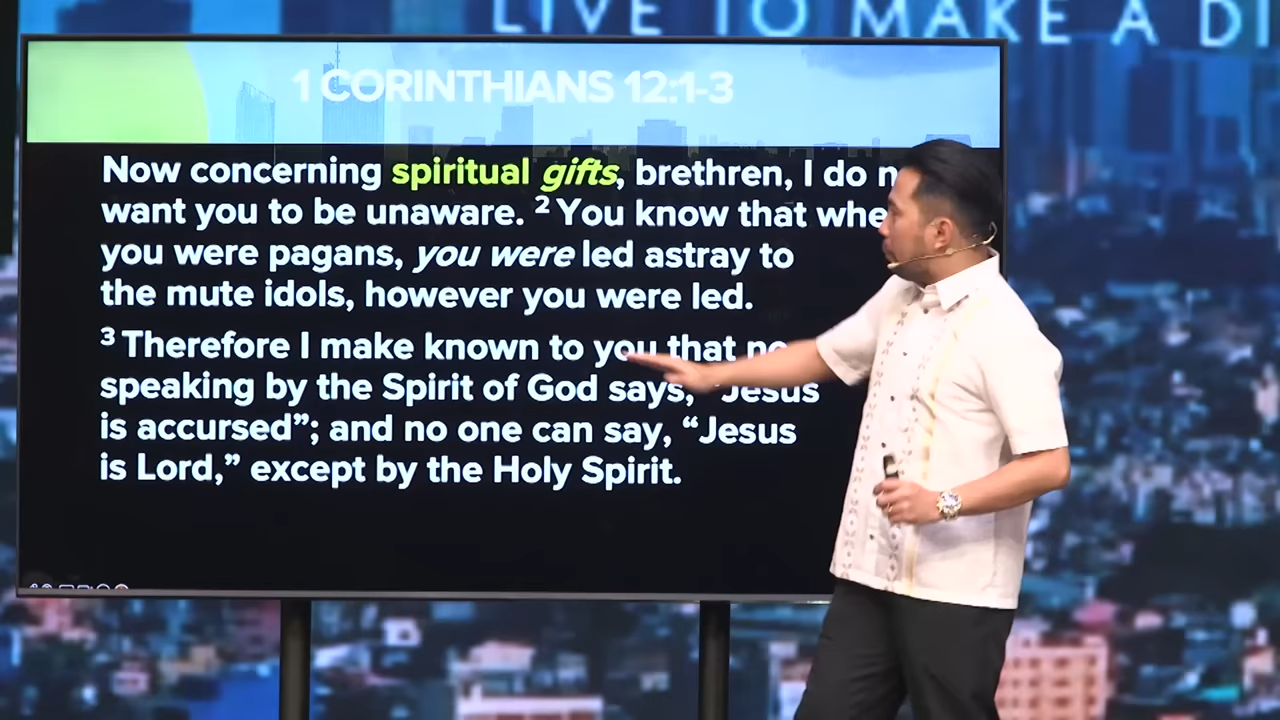 LIVE TO MAKE A DI
1 CORINTHIANS 12:1-3
Now concerning spiritual gifts, brethren, I do n
want you to be unaware. 2 You know that whe
you were pagans, you were led astray to
the mute idols, however you were led.
3 Therefore I make known to you that no
speaking by the Spirit of God says, "Jesus
is accursed”; and no one can say, “Jesus
is Lord,” except by the Holy Spirit.